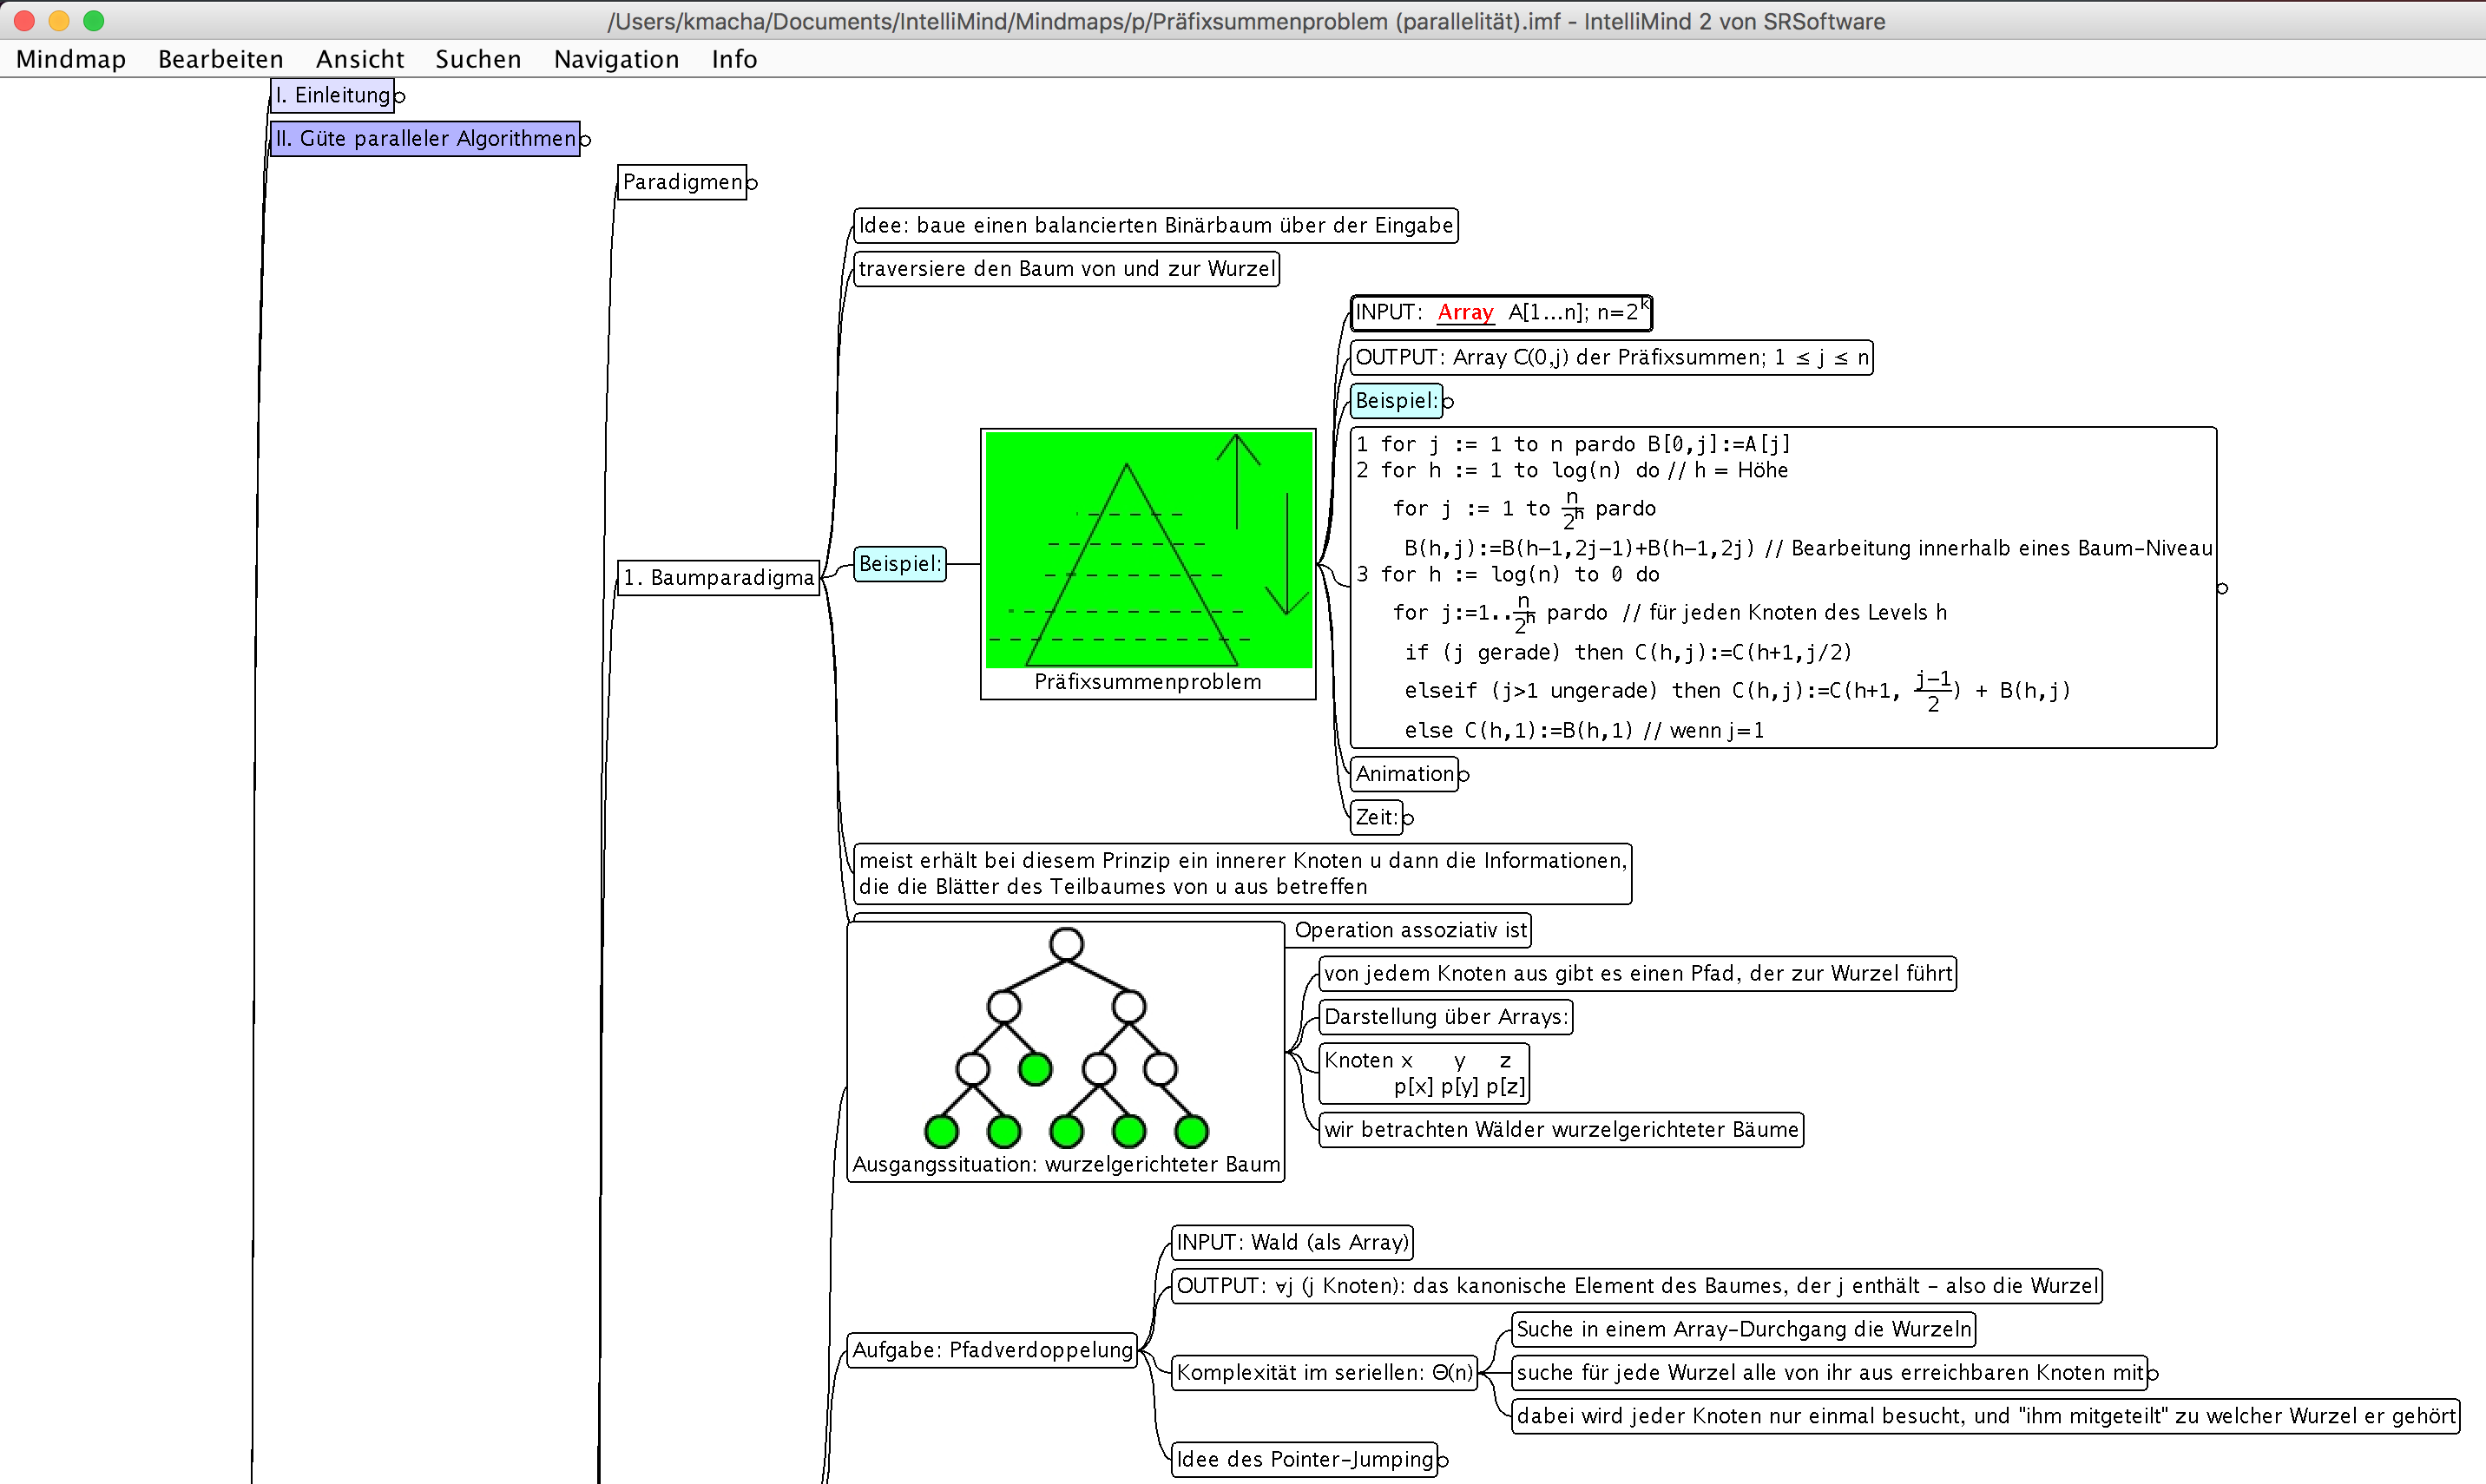 /Users/kmacha/Documents/IntelliMind/Mindmaps/p/Präfixsummenproblem (parallelität).imf - IntelliMind 2 von SRSoftware
Mindmap Bearbeiten Ansicht Suchen Navigation Info
I. Einleitung
II. Güte paralleler Algorithmen
Paradigmen
1. Baumparadigma
Idee: baue einen balancierten Binärbaum über der Eingabe
traversiere den Baum von und zur Wurzel
Beispiel:
Präfixsummenproblem
INPUT: Array A[1...n]; n=2^k
OUTPUT: Array C(0,j) der Präfixsummen; 1 ≤ j ≤ n
Beispiel:
1 for j := 1 to n pardo B[0,j]:=A[j]
2 for h := 1 to log(n) do // h = Höhe
for j := 1 to n/2^h pardo
B(h,j):=B(h-1,2j-1)+B(h-1,2j) // Bearbeitung innerhalb eines Baum-Niveau
3 for h := log(n) to 0 do
for j:=1..n/2^h pardo // für jeden Knoten des Levels h
if (j gerade) then C(h,j):=C(h+1,j/2)
elseif (j>1 ungerade) then C(h,j):=C(h+1, j-1/2) + B(h,j)
else C(h,1):=B(h,1) // wenn j=1
Animation
Zeit:
meist erhält bei diesem Prinzip ein innerer Knoten u dann die Informationen,
die die Blätter des Teilbaumes von u aus betreffen
Operation assoziativ ist
Ausgangssituation: wurzelgerichteter Baum
von jedem Knoten aus gibt es einen Pfad, der zur Wurzel führt
Darstellung über Arrays:
Knoten x y z
p[x] p[y] p[z]
wir betrachten Wälder wurzelgerichteter Bäume
Aufgabe: Pfadverdoppelung
INPUT: Wald (als Array)
OUTPUT: ∀j (j Knoten): das kanonische Element des Baumes, der j enthält - also die Wurzel
Komplexität im seriellen: Θ(n)
Suche in einem Array-Durchgang die Wurzeln
suche für jede Wurzel alle von ihr aus erreichbaren Knoten mit
dabei wird jeder Knoten nur einmal besucht, und "ihm mitgeteilt" zu welcher Wurzel er gehört
Idee des Pointer-Jumping